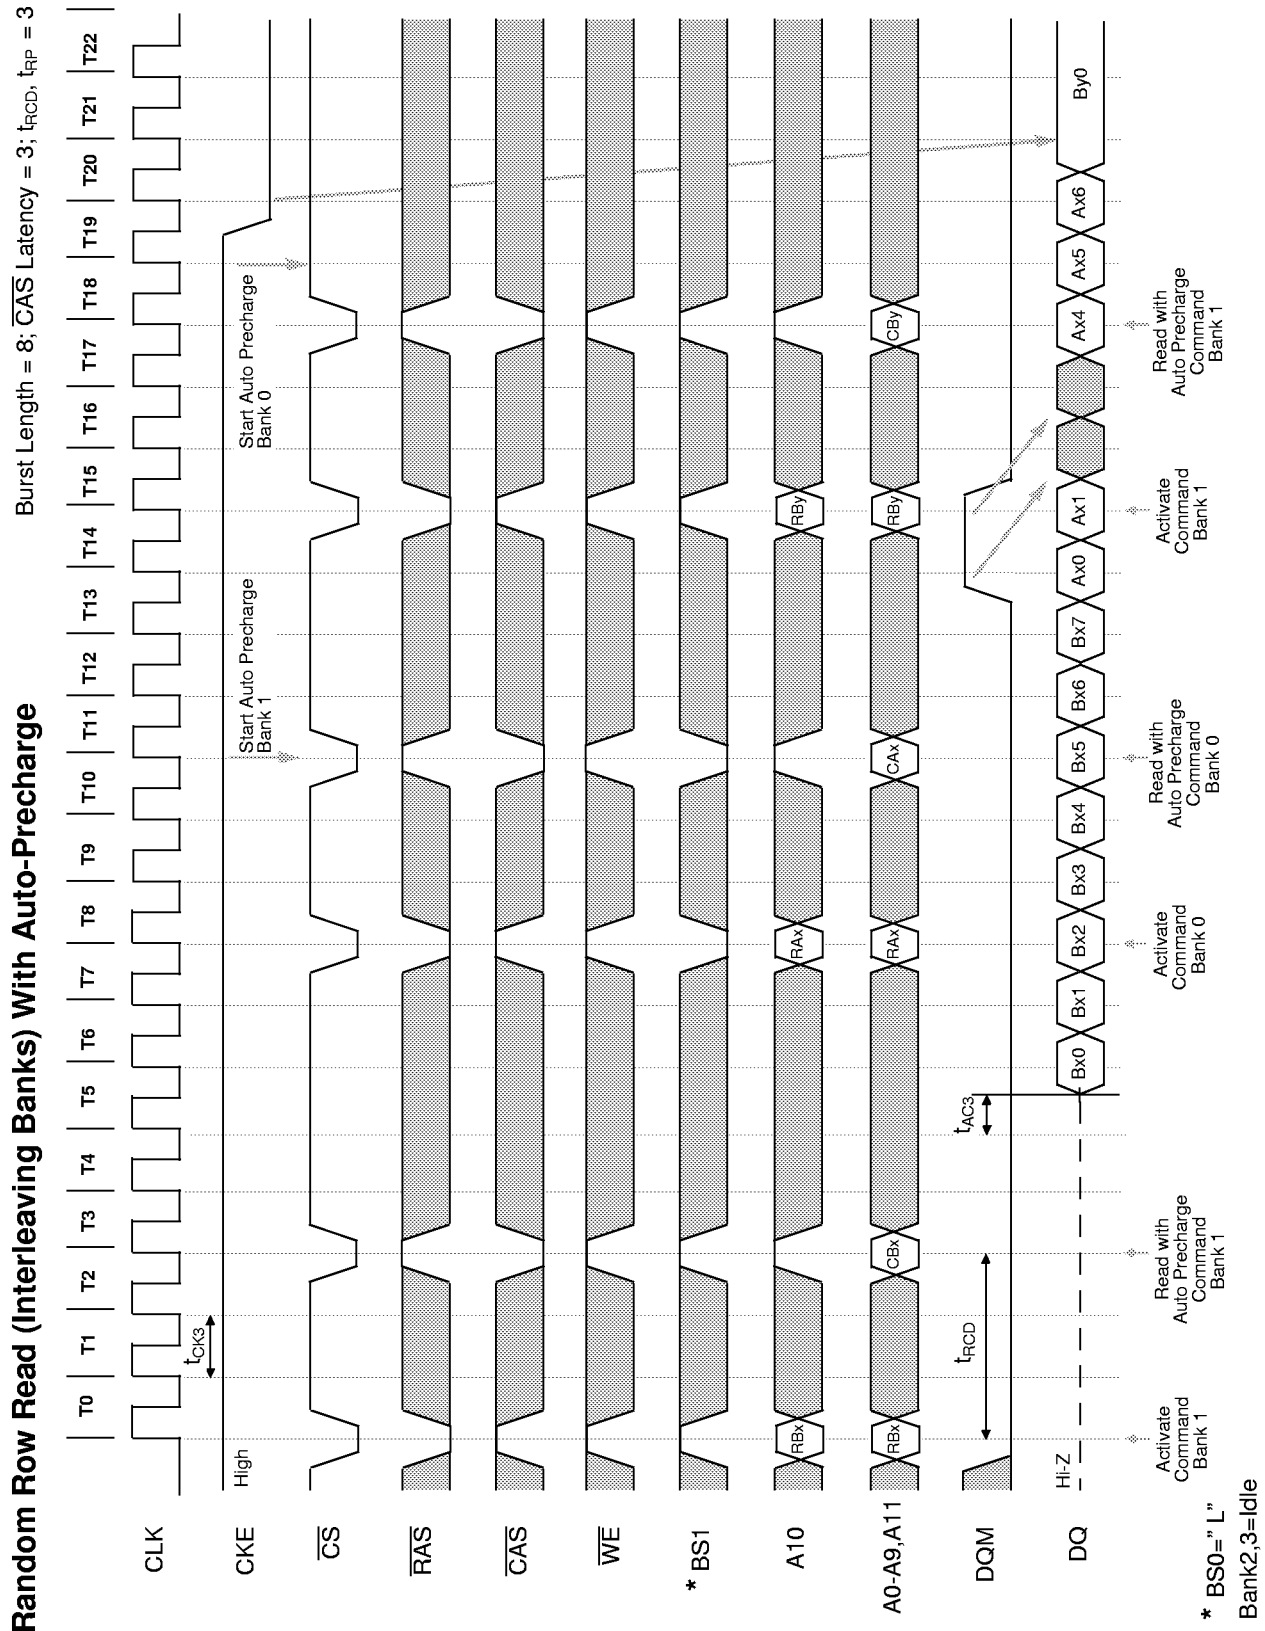 Random Row Read (Interleaving Banks) With Auto-Precharge
Burst Length = 8; CAS Latency = 3; tRCD, tRP = 3
T0 T1 T2 T3 T4 T5 T6 T7 T8 T9 T10 T11 T12 T13 T14 T15 T16 T17 T18 T19 T20 T21 T22
CLK
tCK3
CKE
High
Start Auto Precharge
Bank 1
Start Auto Precharge
Bank 0
CS
RAS
CAS
WE
* BS1
A10
RBx RAx RBy
A0-A9,A11
RBx CBx RAx CAx RBy CBy
DQM
tRCD
tAC3
DQ
Hi-Z
Bx0 Bx1 Bx2 Bx3 Bx4 Bx5 Bx6 Bx7 Ax0 Ax1 Ax4 Ax5 Ax6 By0
Activate
Command
Bank 1
Read with
Auto Precharge
Command
Bank 1
Activate
Command
Bank 0
Read with
Auto Precharge
Command
Bank 0
Activate
Command
Bank 1
Read with
Auto Precharge
Command
Bank 1
* BS0=" L"
Bank2,3=Idle